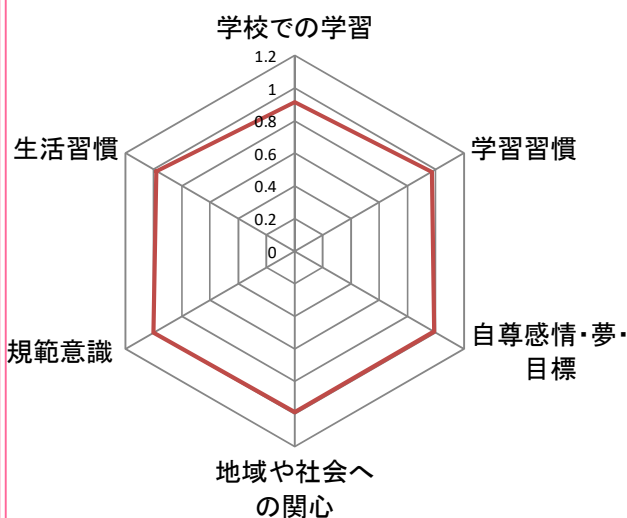 学校での学習
1.2
1
0.8
0.6
0.4
0.2
0
学習習慣
自尊感情・夢・
目標
地域や社会へ
の関心
規範意識
生活習慣